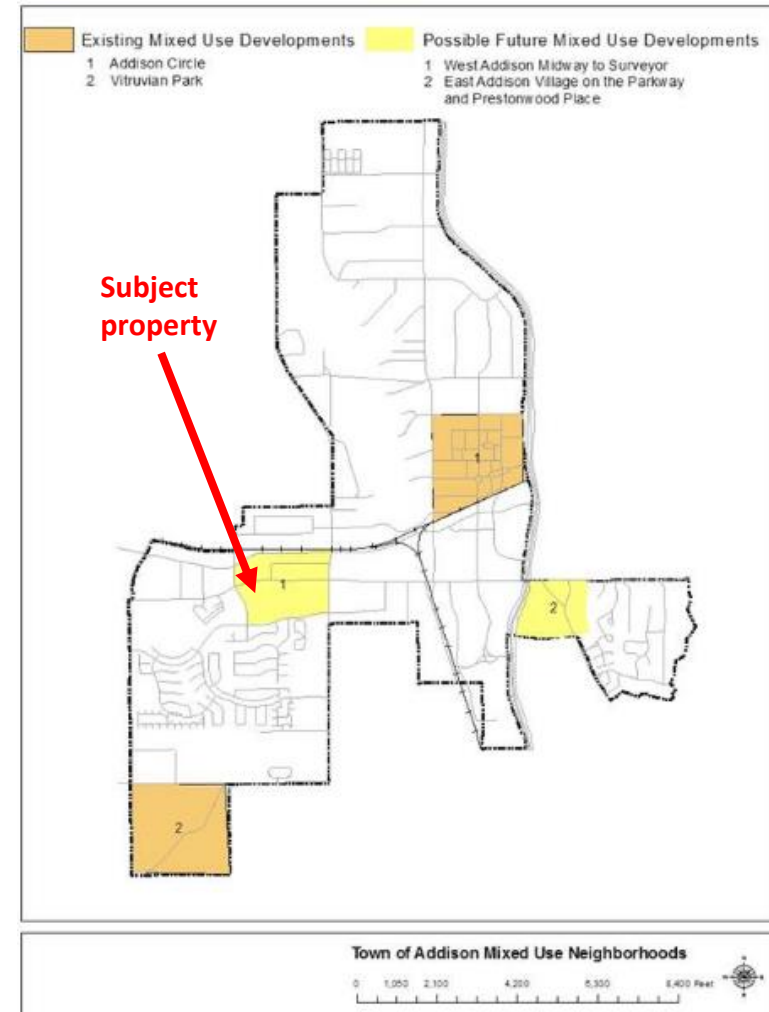 Existing Mixed Use Developments
1 Addison Circle
2 Vitruvian Park
Possible Future Mixed Use Developments
1 West Addison Midway to Surveyor
2 East Addison Village on the Parkway
and Prestonwood Place
Subject
property
1
1
2
2
Town of Addison Mixed Use Neighborhoods
0 1,050 2,100 4,200 6,300 8,400 Feet